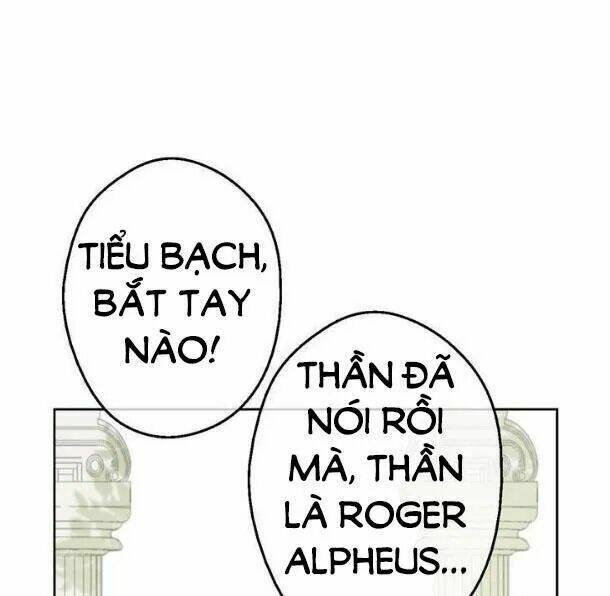 TIỂU BẠCH,
BẮT TAY
NÀO!
THẦN ĐÃ
NÓI RỒI
MÀ, THẦN
LÀ ROGER
ALPHEUS...